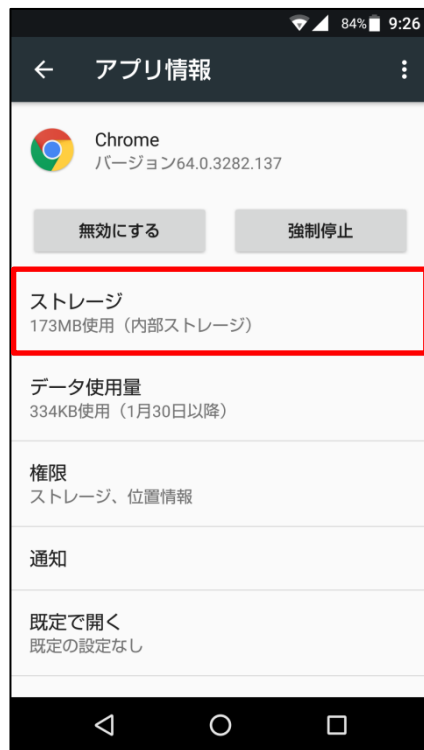 84% 9:26
アプリ情報
Chrome
バージョン64.0.3282.137
無効にする 強制停止
ストレージ
173MB使用（内部ストレージ）
データ使用量
334KB使用（1月30日以降）
権限
ストレージ、位置情報
通知
既定で開く
既定の設定なし